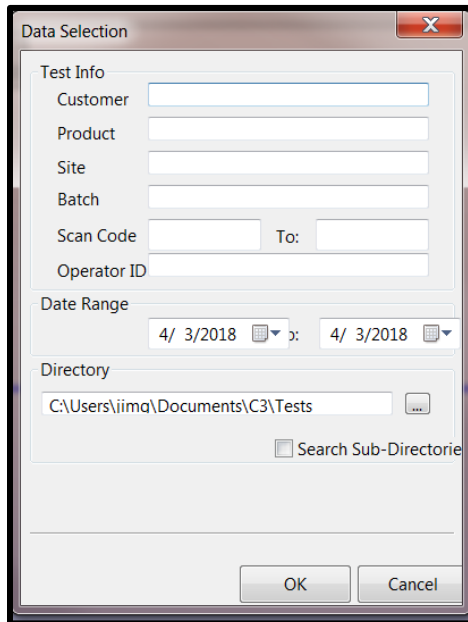 Data Selection
Test Info
Customer
Product
Site
Batch
Scan Code To:
Operator ID
Date Range
4/ 3/2018 o: 4/ 3/2018
Directory
C:\Users\jimq\Documents\C3\Tests
...
Search Sub-Directorie
OK Cancel